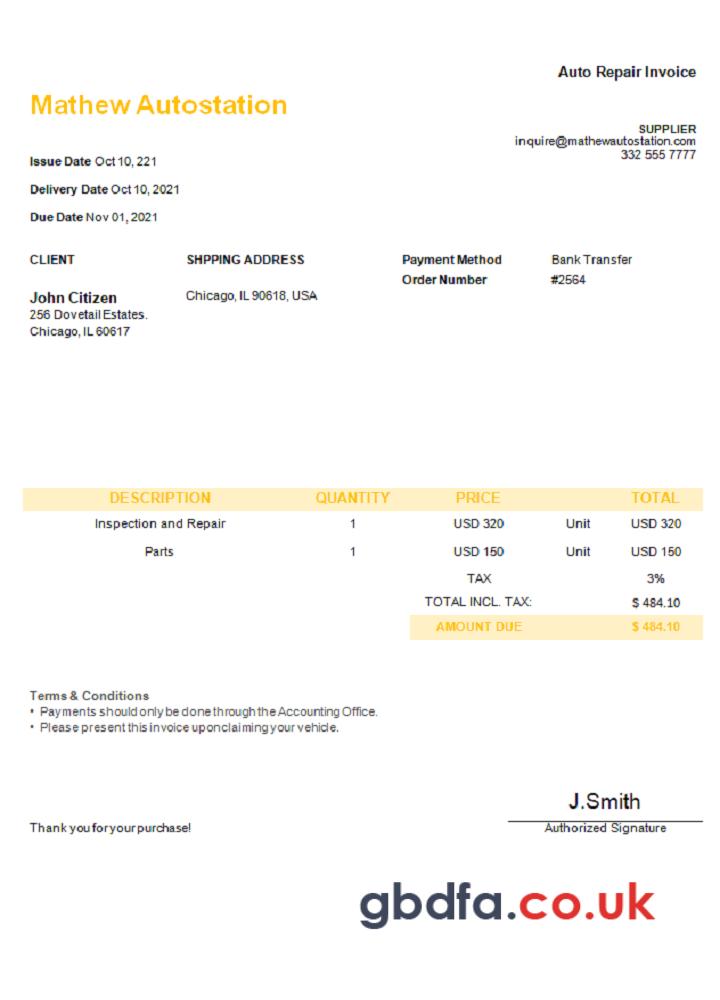 Auto Repair Invoice
Mathew Autostation
SUPPLIER
inquire@mathewautostation.com
332 555 7777
Issue Date Oct 10, 221
Delivery Date Oct 10, 2021
Due Date Nov 01, 2021
CLIENT SHPPING ADDRESS Payment Method Bank Transfer
Order Number #2564
John Citizen Chicago, IL 90618, USA
256 Dovetail Estates.
Chicago, IL 60617
DESCRIPTION QUANTITY PRICE TOTAL
Inspection and Repair 1 USD 320 Unit USD 320
Parts 1 USD 150 Unit USD 150
TAX 3%
TOTAL INCL. TAX: $ 484.10
AMOUNT DUE $ 484.10
Terms & Conditions
• Payments should only be done through the Accounting Office.
• Please present this invoice upon claiming your vehicle.
J.Smith
Thank you for your purchase! Authorized Signature
gbdfa.co.uk